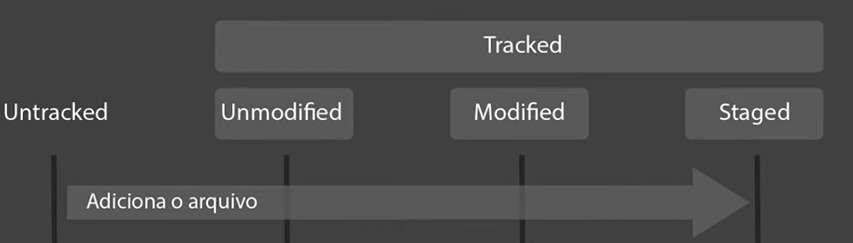 Tracked
Untracked
Unmodified
Modified
Staged
Adiciona o arquivo